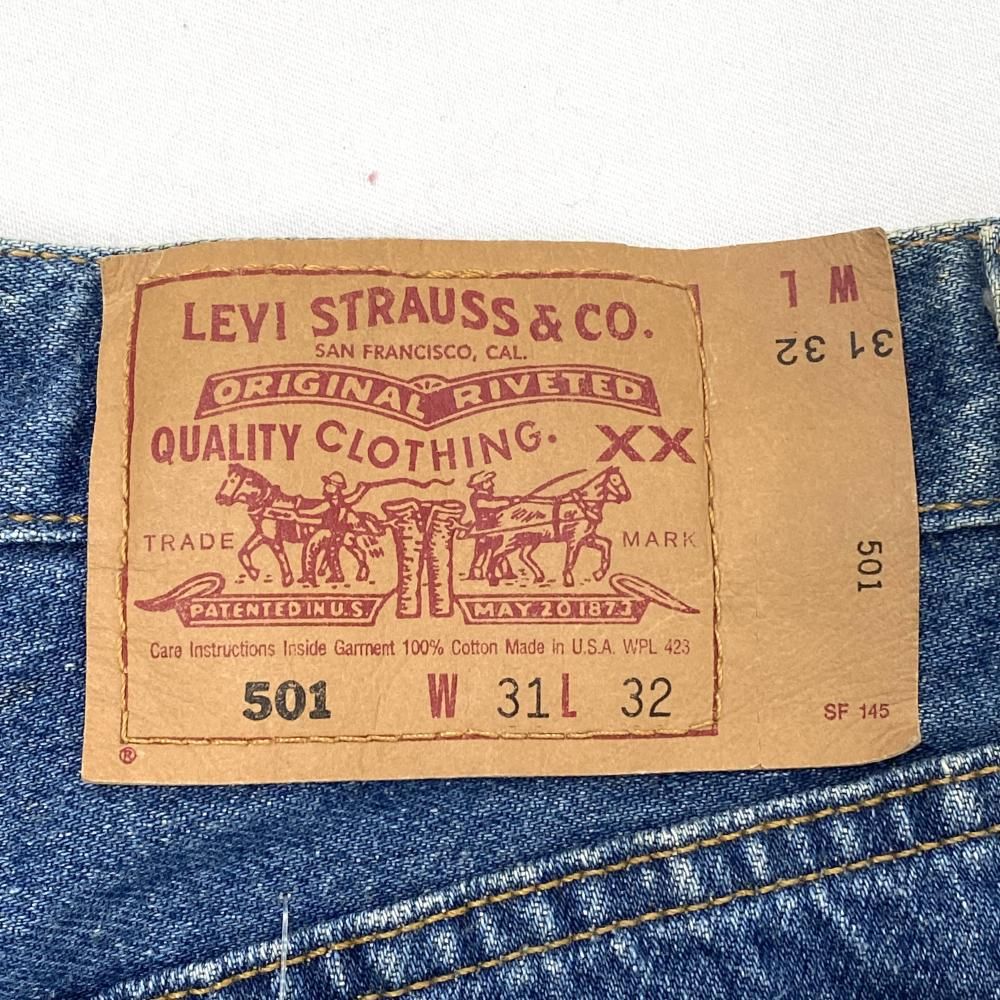 LEVI STRAUSS & CO.
SAN FRANCISCO, CAL.
ORIGINAL RIVETED
QUALITY CLOTHING. XX
TRADE MARK
PATENTED IN U.S. MAY 20 1873
Care Instructions Inside Garment 100% Cotton Made in U.S.A. WPL 423
501 W 31 L 32
®
W L
31 32
501
SF 145